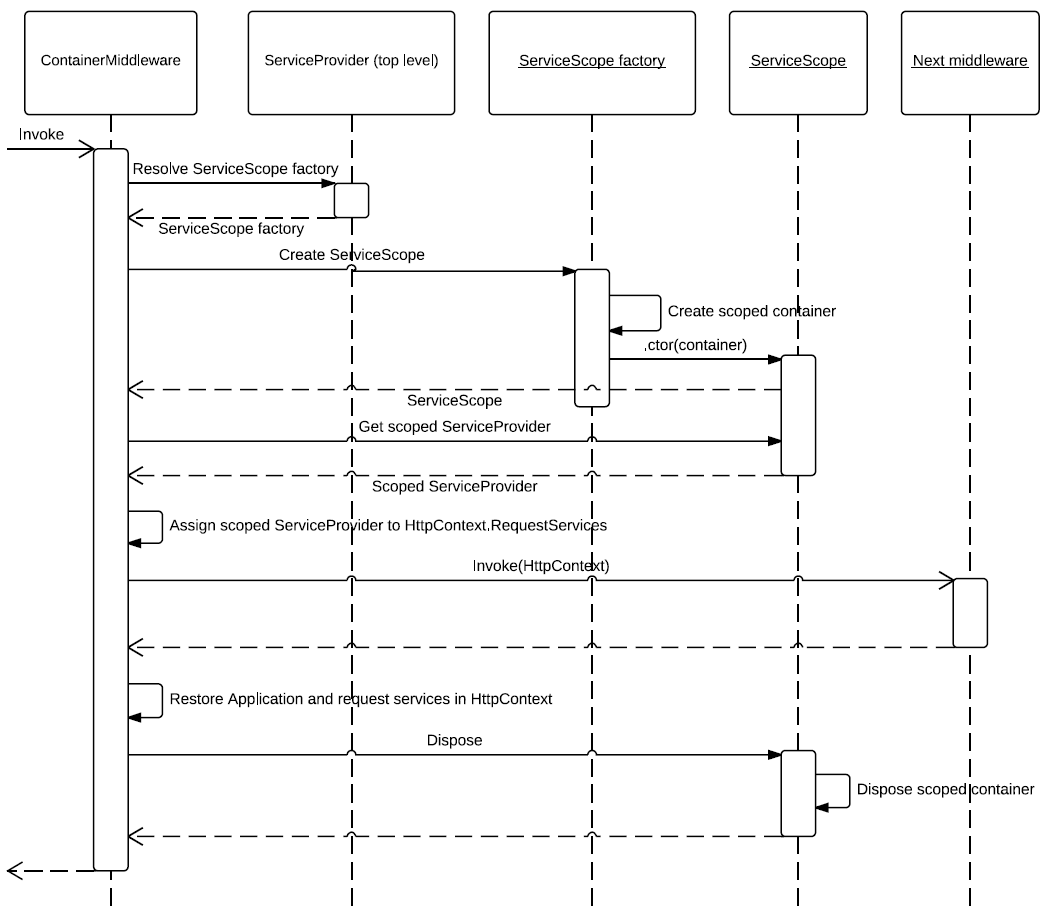 ContainerMiddleware
ServiceProvider (top level)
ServiceScope factory
ServiceScope
Next middleware
Invoke
Resolve ServiceScope factory
ServiceScope factory
Create ServiceScope
Create scoped container
.ctor(container)
ServiceScope
Get scoped ServiceProvider
Scoped ServiceProvider
Assign scoped ServiceProvider to HttpContext.RequestServices
Invoke(HttpContext)
Restore Application and request services in HttpContext
Dispose
Dispose scoped container